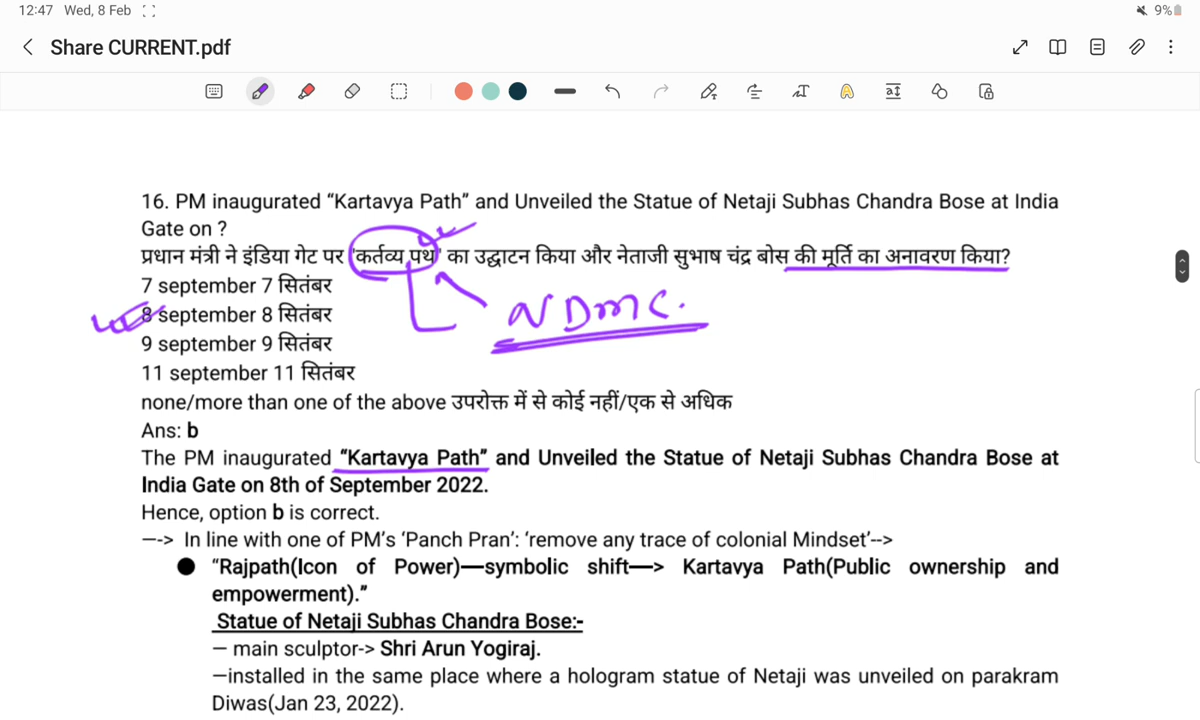 12:47 Wed, 8 Feb
9%
Share CURRENT.pdf
16. PM inaugurated “Kartavya Path” and Unveiled the Statue of Netaji Subhas Chandra Bose at India
Gate on ?
प्रधान मंत्री ने इंडिया गेट पर 'कर्तव्य पथ' का उद्घाटन किया और नेताजी सुभाष चंद्र बोस की मूर्ति का अनावरण किया?
7 september 7 सितंबर
8 september 8 सितंबर
NDMC.
9 september 9 सितंबर
11 september 11 सितंबर
none/more than one of the above उपरोक्त में से कोई नहीं/एक से अधिक
Ans: b
The PM inaugurated “Kartavya Path” and Unveiled the Statue of Netaji Subhas Chandra Bose at
India Gate on 8th of September 2022.
Hence, option b is correct.
—-> In line with one of PM’s ‘Panch Pran’: ‘remove any trace of colonial Mindset’-->
● “Rajpath(Icon of Power)—symbolic shift—> Kartavya Path(Public ownership and
empowerment).”
Statue of Netaji Subhas Chandra Bose:-
— main sculptor-> Shri Arun Yogiraj.
—installed in the same place where a hologram statue of Netaji was unveiled on parakram
Diwas(Jan 23, 2022).